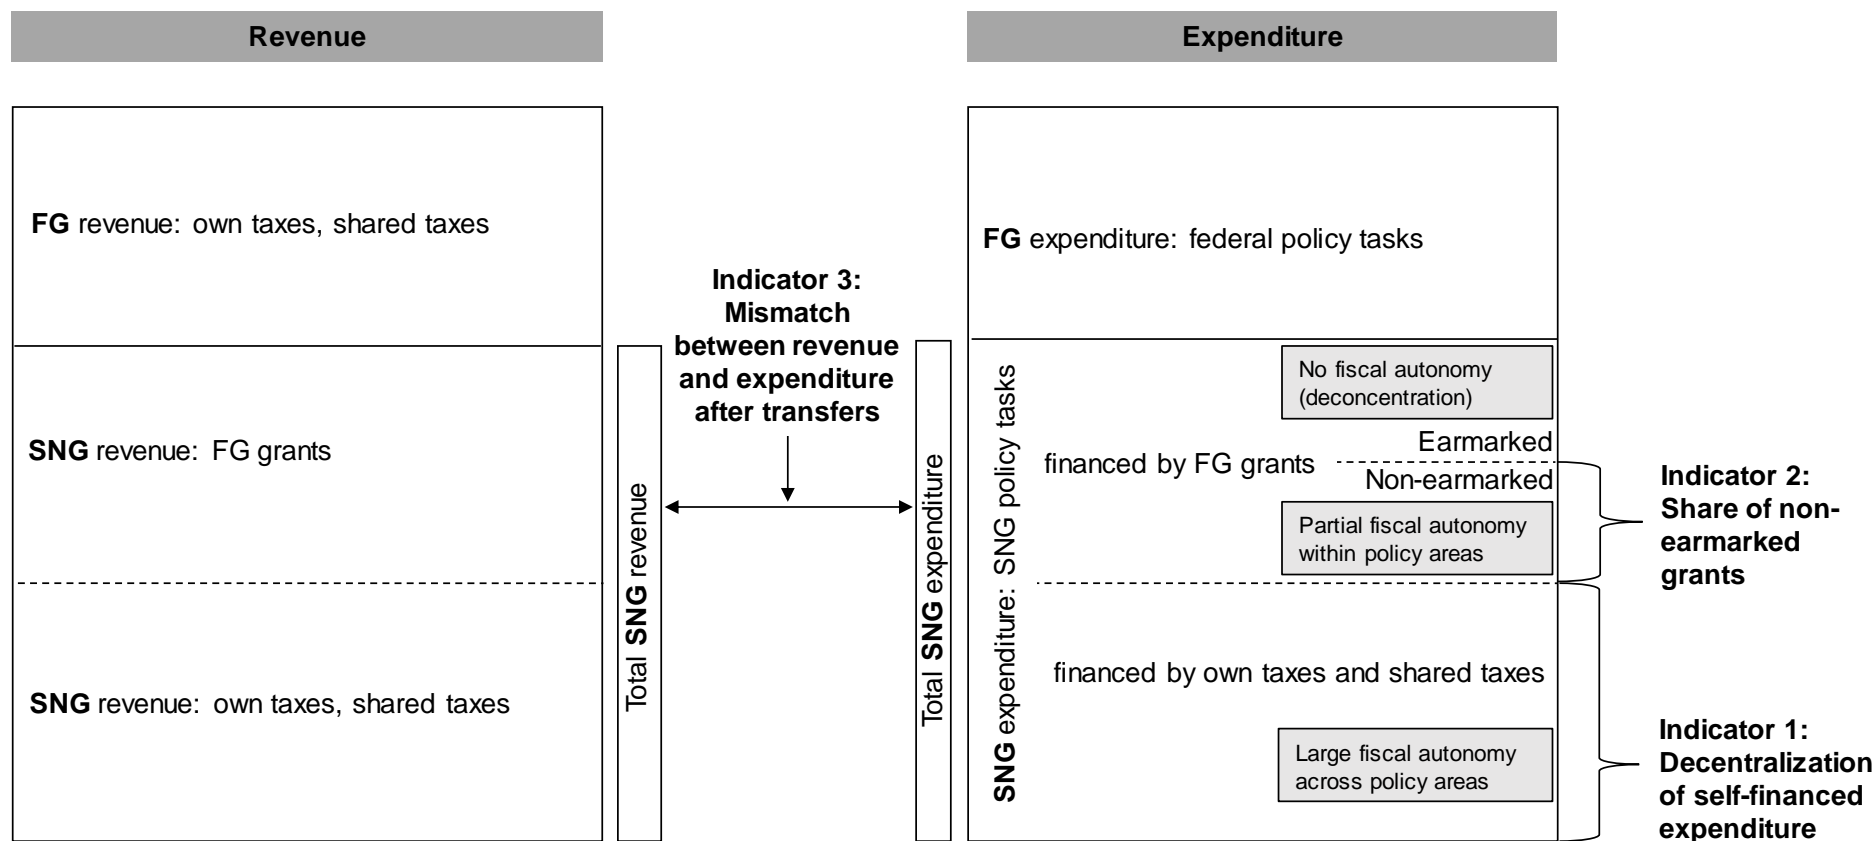 Revenue
Expenditure
FG revenue: own taxes, shared taxes
SNG revenue: FG grants
SNG revenue: own taxes, shared taxes
Total SNG revenue
Indicator 3:
Mismatch
between revenue
and expenditure
after transfers
Total SNG expenditure
FG expenditure: federal policy tasks
SNG expenditure: SNG policy tasks
No fiscal autonomy
(deconcentration)
financed by FG grants
Earmarked
Non-earmarked
Partial fiscal autonomy
within policy areas
financed by own taxes and shared taxes
Large fiscal autonomy
across policy areas
Indicator 2:
Share of non-
earmarked
grants
Indicator 1:
Decentralization
of self-financed
expenditure